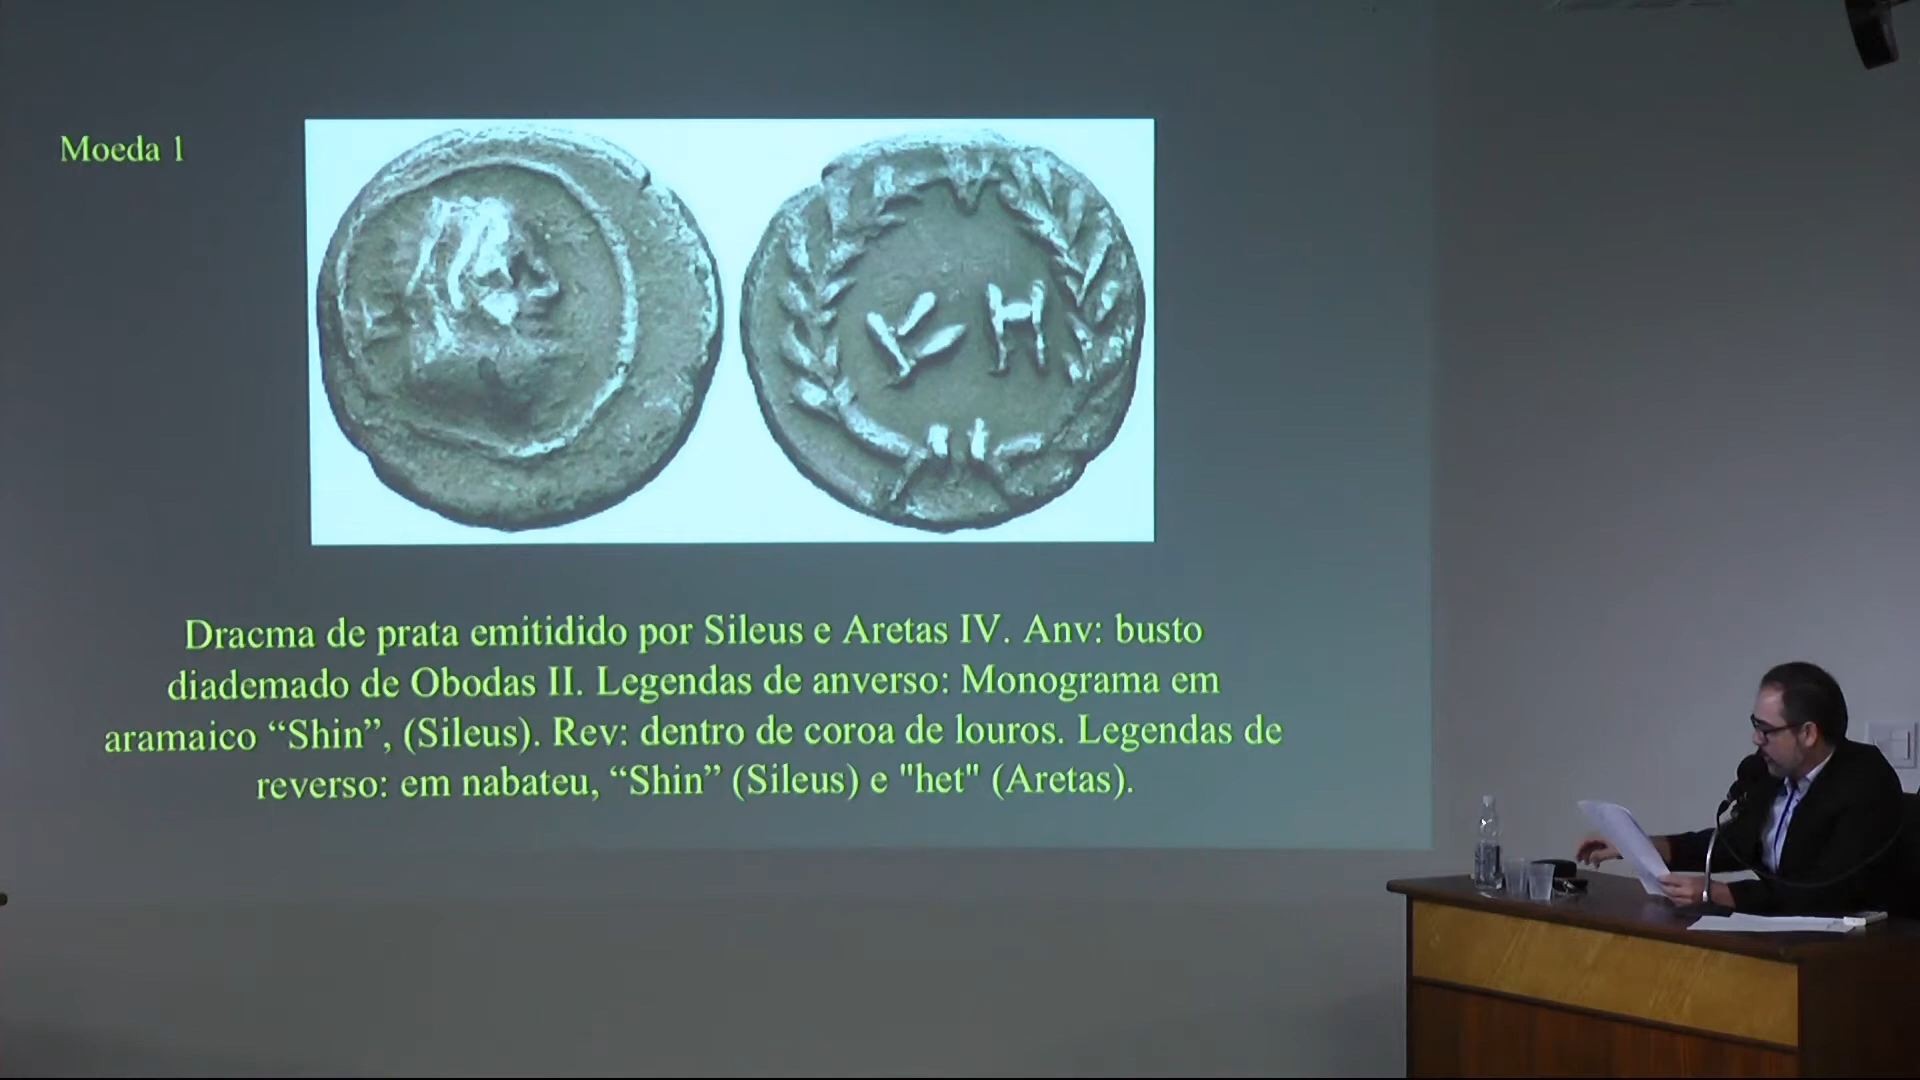 Moeda 1
Dracma de prata emitidido por Sileus e Aretas IV. Anv: busto
diademado de Obodas II. Legendas de anverso: Monograma em
aramaico “Shin”, (Sileus). Rev: dentro de coroa de louros. Legendas de
reverso: em nabateu, “Shin” (Sileus) e "het" (Aretas).